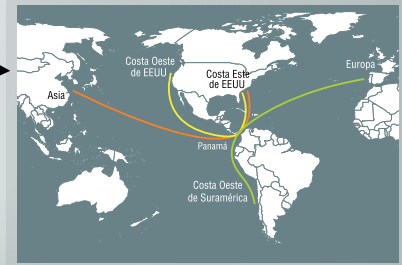 Costa Oeste
de EEUU
Costa Este
de EEUU
Europa
Asia
Panamá
Costa Oeste
de Suramérica